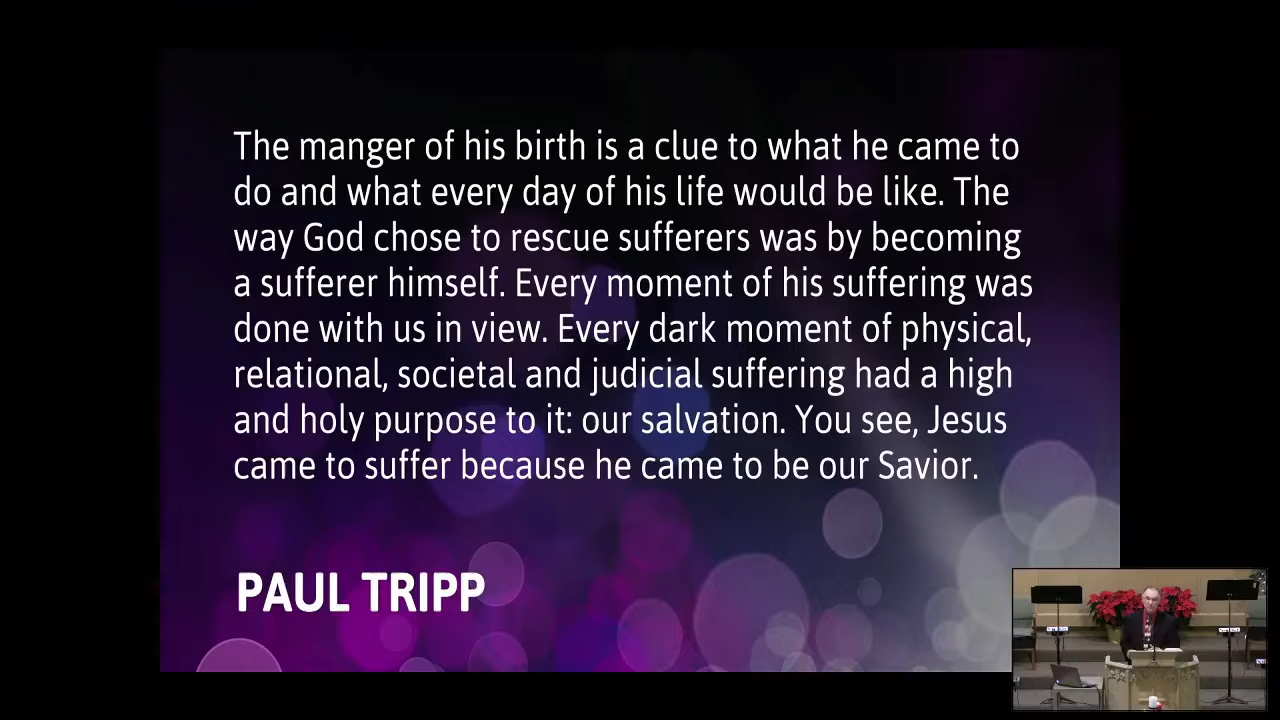 The manger of his birth is a clue to what he came to
do and what every day of his life would be like. The
way God chose to rescue sufferers was by becoming
a sufferer himself. Every moment of his suffering was
done with us in view. Every dark moment of physical,
relational, societal and judicial suffering had a high
and holy purpose to it: our salvation. You see, Jesus
came to suffer because he came to be our Savior.
PAUL TRIPP